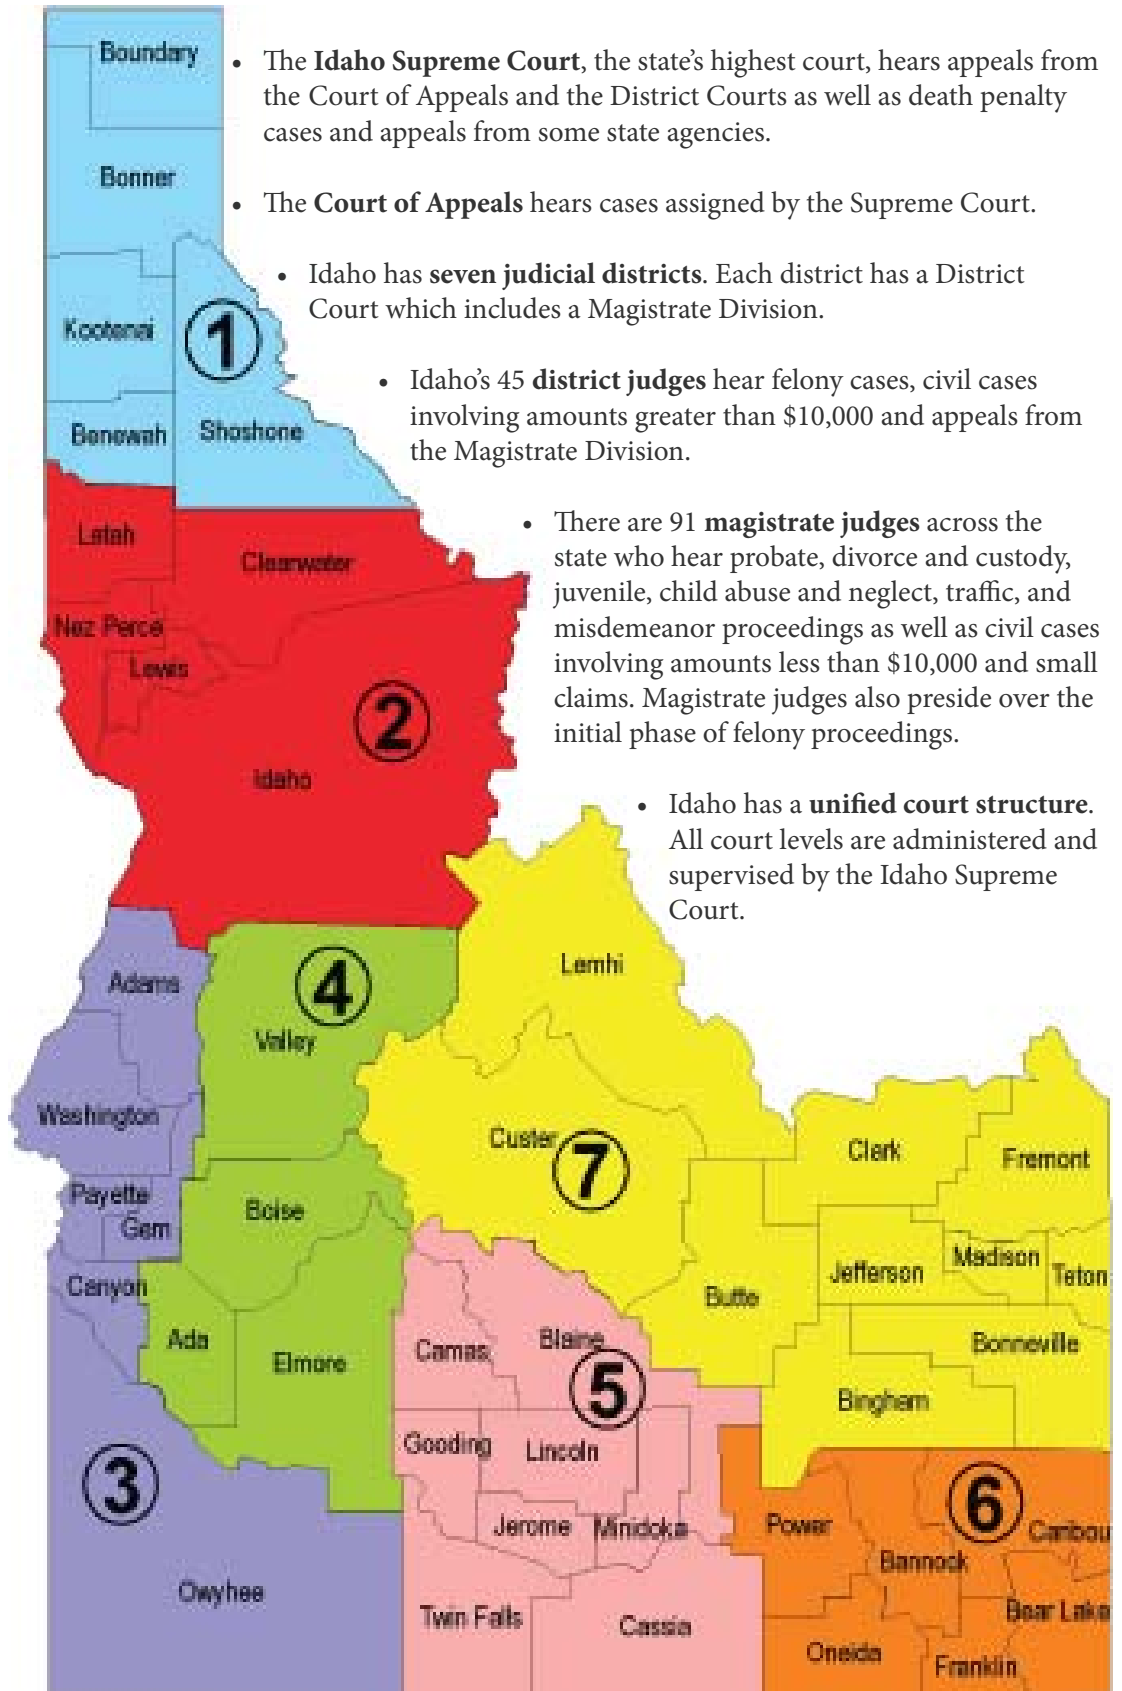 Boundary
• The Idaho Supreme Court, the state’s highest court, hears appeals from
the Court of Appeals and the District Courts as well as death penalty
cases and appeals from some state agencies.
Bonner
• The Court of Appeals hears cases assigned by the Supreme Court.
• Idaho has seven judicial districts. Each district has a District
Court which includes a Magistrate Division.
Kootenai
1
• Idaho’s 45 district judges hear felony cases, civil cases
involving amounts greater than $10,000 and appeals from
the Magistrate Division.
Benewah
Shoshone
• There are 91 magistrate judges across the
state who hear probate, divorce and custody,
juvenile, child abuse and neglect, traffic, and
misdemeanor proceedings as well as civil cases
involving amounts less than $10,000 and small
claims. Magistrate judges also preside over the
initial phase of felony proceedings.
Latah
Clearwater
Nez Perce
Lewis
2
Idaho
• Idaho has a unified court structure.
All court levels are administered and
supervised by the Idaho Supreme
Court.
Lemhi
Adams
4
Valley
Washington
Custer
7
Clark
Fremont
Payette
Gem
Boise
Canyon
Jefferson
Madison
Teton
Butte
Ada
Elmore
Camas
Blaine
5
Bonneville
Bingham
Gooding
Lincoln
3
6
Jerome
Minidoka
Power
Caribou
Bannock
Owyhee
Twin Falls
Cassia
Bear Lake
Oneida
Franklin